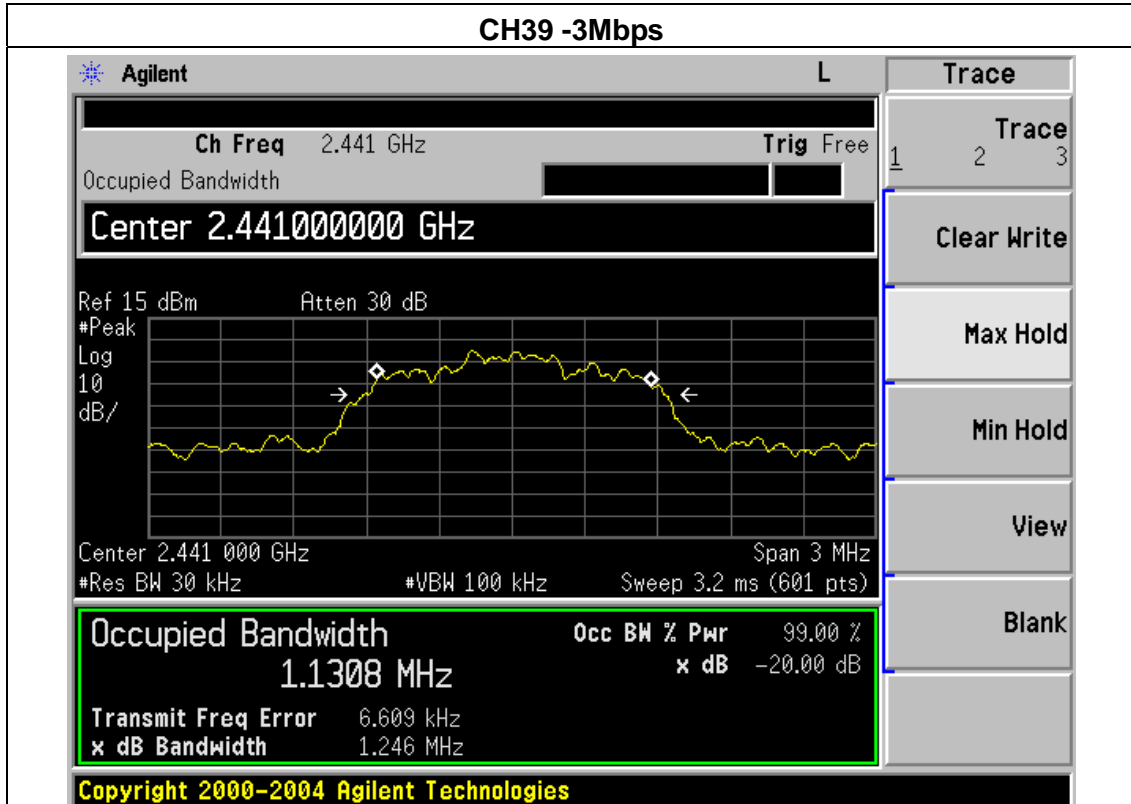 CH39 -3Mbps
Agilent L Trace
Ch Freq 2.441 GHz Trig Free
Occupied Bandwidth
Trace
1 2 3
Center 2.441000000 GHz
Clear Write
Ref 15 dBm Atten 30 dB
#Peak
Log
10
dB/
Max Hold
Min Hold
View
Center 2.441 000 GHz Span 3 MHz
#Res BW 30 kHz #VBW 100 kHz Sweep 3.2 ms (601 pts)
Occupied Bandwidth Occ BW % Pwr 99.00 %
1.1308 MHz x dB -20.00 dB
Blank
Transmit Freq Error 6.609 kHz
x dB Bandwidth 1.246 MHz
Copyright 2000-2004 Agilent Technologies